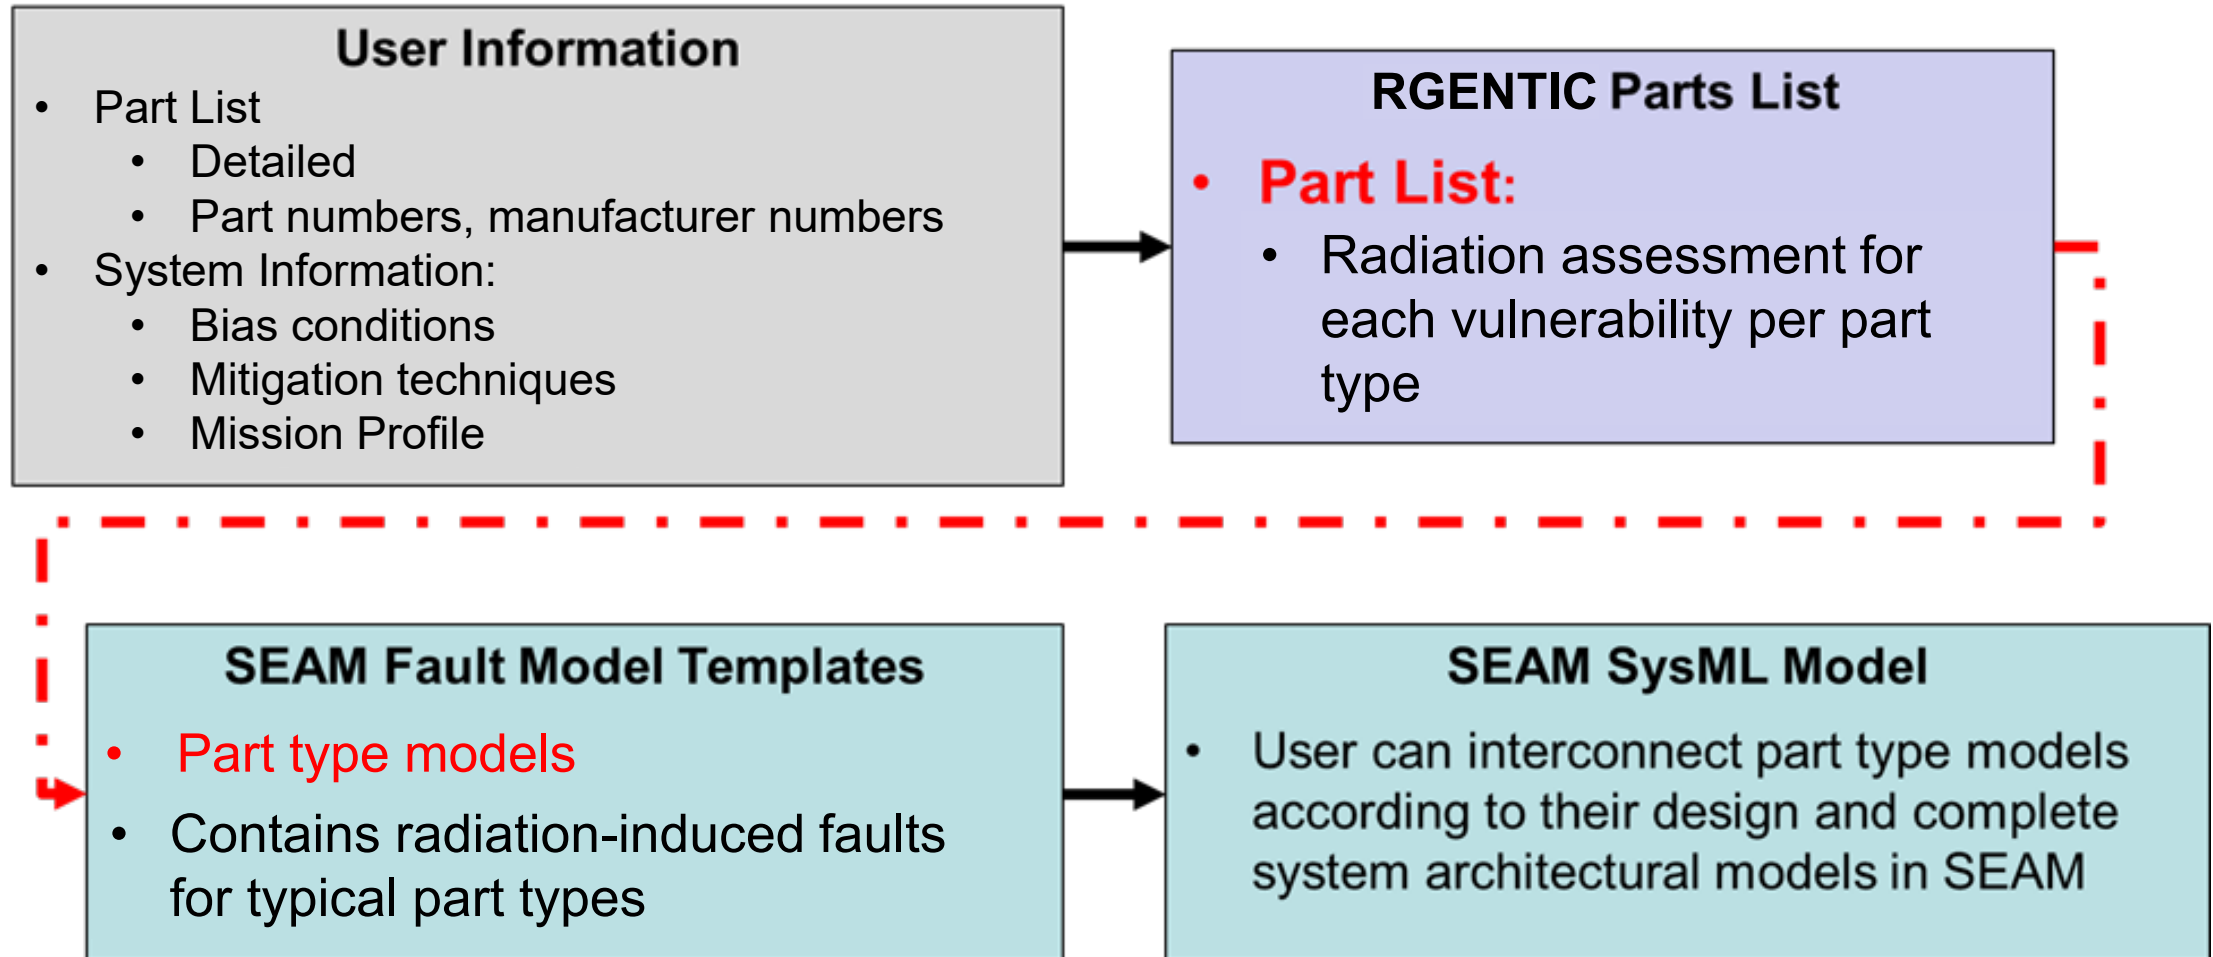 User Information
• Part List
• Detailed
• Part numbers, manufacturer numbers
• System Information:
• Bias conditions
• Mitigation techniques
• Mission Profile
RGENTIC Parts List
• Part List:
• Radiation assessment for
each vulnerability per part
type
SEAM Fault Model Templates
• Part type models
• Contains radiation-induced faults
for typical part types
SEAM SysML Model
• User can interconnect part type models
according to their design and complete
system architectural models in SEAM